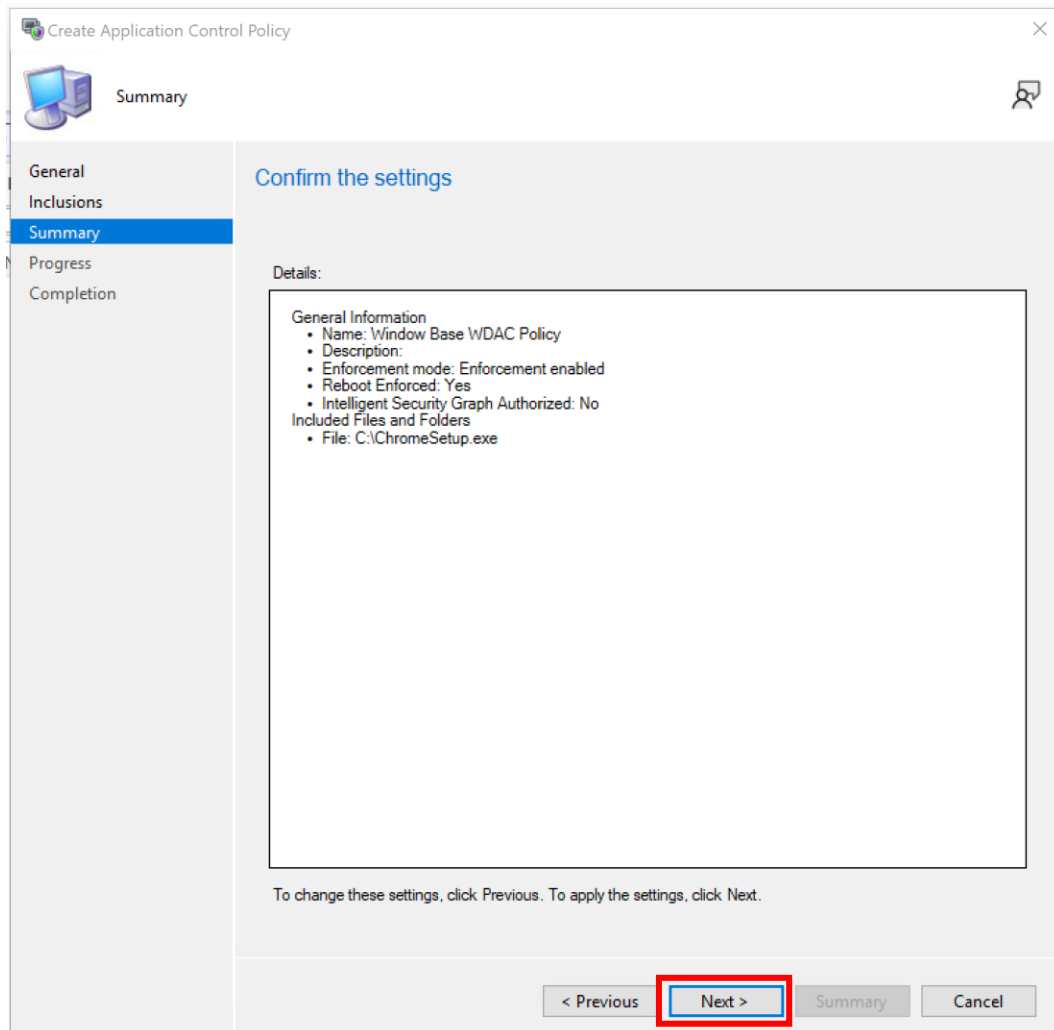 Create Application Control Policy
Summary
General
Inclusions
Summary
Progress
Completion
Confirm the settings
Details:
General Information
• Name: Window Base WDAC Policy
• Description:
• Enforcement mode: Enforcement enabled
• Reboot Enforced: Yes
• Intelligent Security Graph Authorized: No
Included Files and Folders
• File: C:\ChromeSetup.exe
To change these settings, click Previous. To apply the settings, click Next.
< Previous
Next >
Summary
Cancel